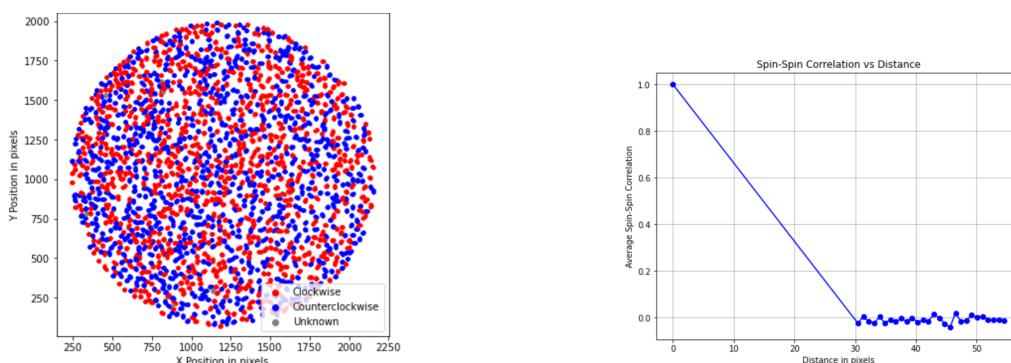 2000
1750
1500
1250
1000
750
500
250
Y Position in pixels
Clockwise
Counterclockwise
Unknown
250 500 750 1000 1250 1500 1750 2000 2250
X Position in pixels
Spin-Spin Correlation vs Distance
1.0
0.8
0.6
0.4
0.2
0.0
Average Spin-Spin Correlation
0 10 20 30 40 50
Distance in pixels